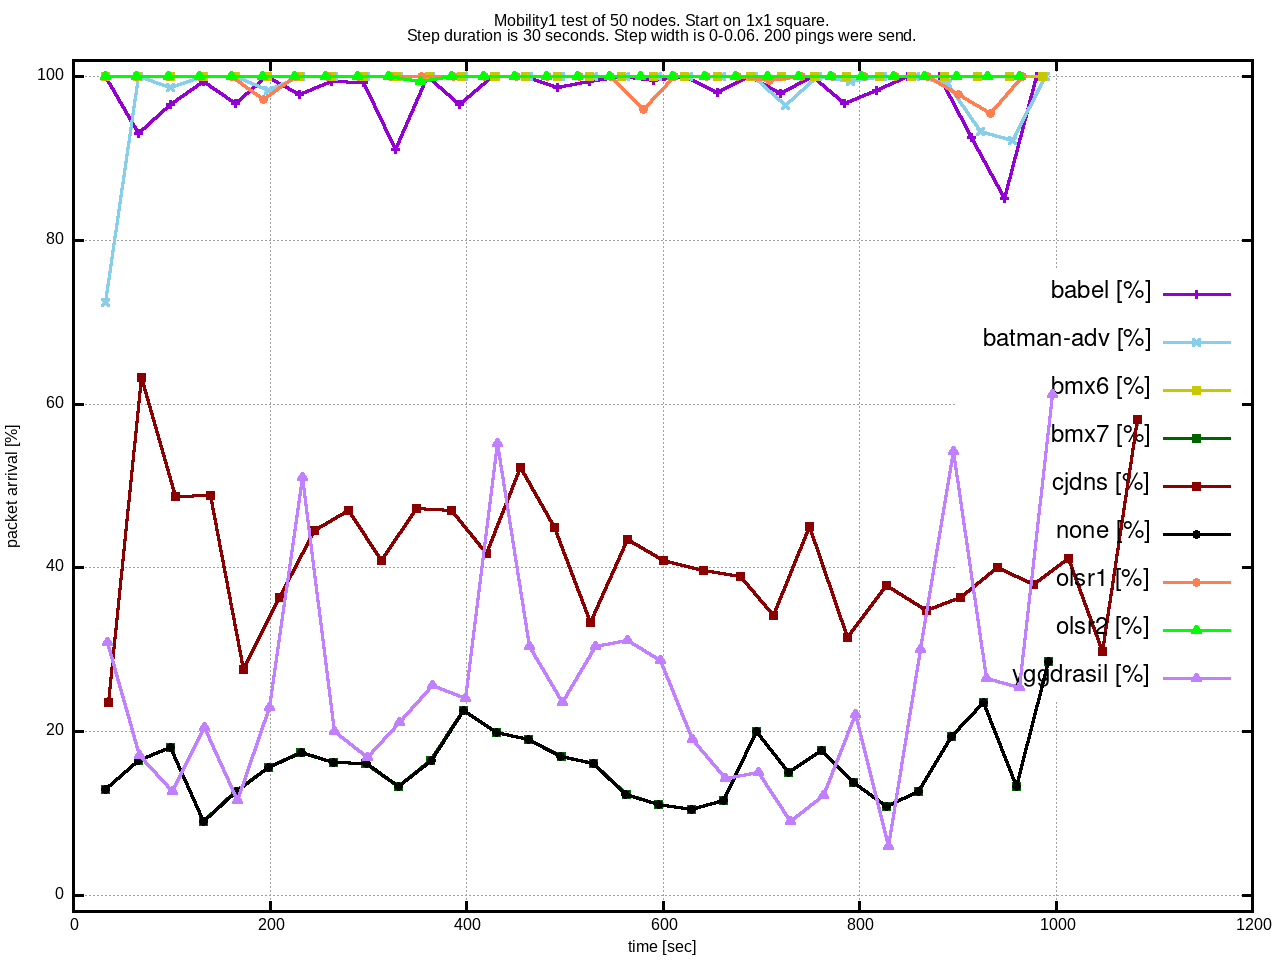 Mobility1 test of 50 nodes. Start on 1x1 square.
Step duration is 30 seconds. Step width is 0-0.06. 200 pings were send.
100
80
60
40
20
0
packet arrival [%]
babel [%]
batman-adv [%]
bmx6 [%]
bmx7 [%]
cjdns [%]
none [%]
olsr1 [%]
olsr2 [%]
yggdrasil [%]
0 200 400 600 800 1000 1200
time [sec]